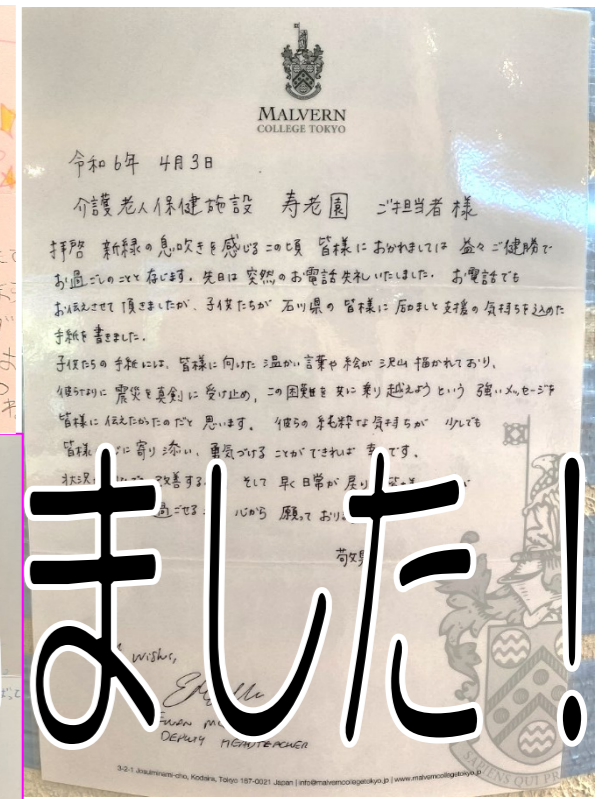 MALVERN
COLLEGE TOKYO
令和6年 4月3日
介護老人保健施設 寿老園 ご担当者様
拝啓 新緑の息吹きを感じるこの頃 皆様におかれましては 益々ご健勝で
お過ごしのことと存じます。先日は突然のお電話失礼いたしました。お電話でも
お伝えさせて頂きましたが、子供たちが 石川県の皆様に 励ましと支援の気持ちを込めた
手紙を書きました。
子供たちの手紙には、皆様に向けた温かい言葉や絵が沢山描かれており、
彼らなりに震災を真剣に受け止め、この困難を共に乗り越えようという 強いメッセージを
皆様に伝えたかったのだと思います。彼らの純粋な気持ちが 少しでも
皆様 に寄り添い、勇気づけることができれば 幸です。
状況 改善する そして 早く日常が戻り
過ごせる 心から 願っており
ました!
wishes,
DEPUTY HEADTEACHER
3-2-1 Josuiminami-cho, Kodaira, Tokyo 187-0021 Japan | info@malverncollegetokyo.jp | www.malverncollegetokyo.jp
SAPIENS QUI PR